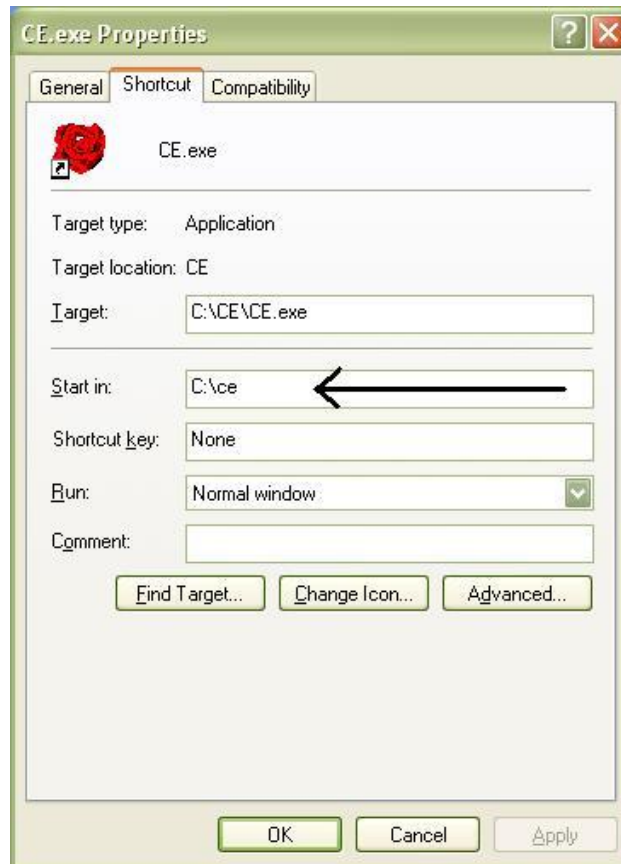 CE.exe Properties
General Shortcut Compatibility
CE.exe
Target type: Application
Target location: CE
Target: C:\CE\CE.exe
Start in: C:\ce
Shortcut key: None
Run: Normal window
Comment:
Find Target... Change Icon... Advanced...
OK Cancel Apply